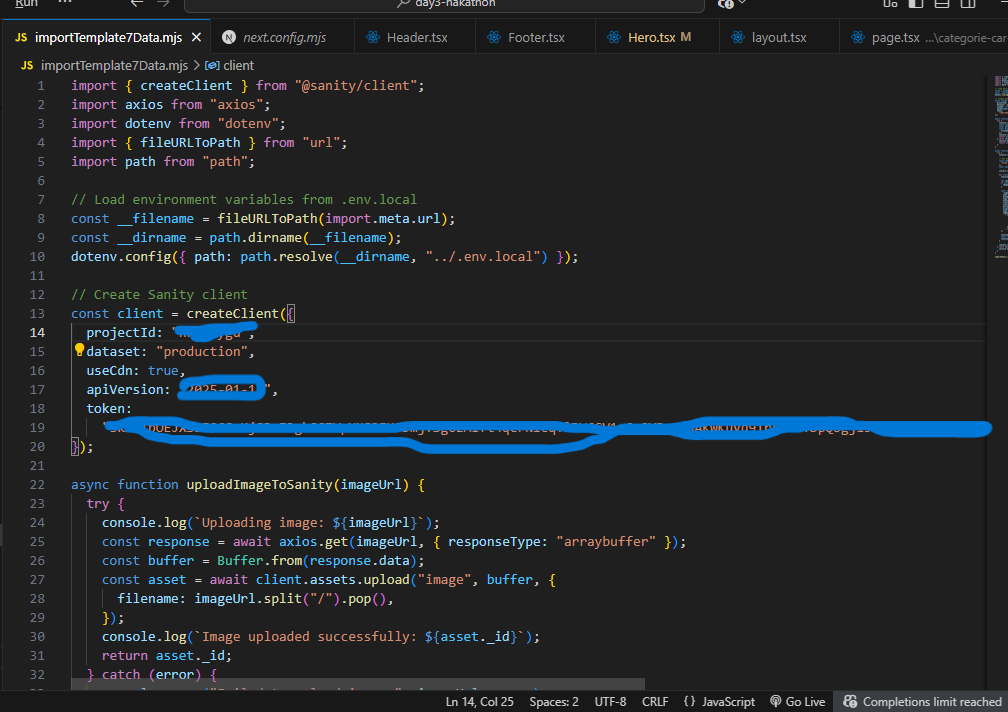 Run ··· day3-hakathon
JS importTemplate7Data.mjs × N next.config.mjs Header.tsx Footer.tsx Hero.tsx M layout.tsx page.tsx ...\categorie-car
JS importTemplate7Data.mjs > client
1 import { createClient } from "@sanity/client";
2 import axios from "axios";
3 import dotenv from "dotenv";
4 import { fileURLToPath } from "url";
5 import path from "path";
6
7 // Load environment variables from .env.local
8 const __filename = fileURLToPath(import.meta.url);
9 const __dirname = path.dirname(__filename);
10 dotenv.config({ path: path.resolve(__dirname, "../.env.local") });
11
12 // Create Sanity client
13 const client = createClient({
14 projectId: "
15 dataset: "production",
16 useCdn: true,
17 apiVersion: ",
18 token:
19
20 });
21
22 async function uploadImageToSanity(imageUrl) {
23 try {
24 console.log(`Uploading image: ${imageUrl}`);
25 const response = await axios.get(imageUrl, { responseType: "arraybuffer" });
26 const buffer = Buffer.from(response.data);
27 const asset = await client.assets.upload("image", buffer, {
28 filename: imageUrl.split("/").pop(),
29 });
30 console.log(`Image uploaded successfully: ${asset._id}`);
31 return asset._id;
32 } catch (error) {
Ln 14, Col 25 Spaces: 2 UTF-8 CRLF {} JavaScript Go Live Completions limit reached